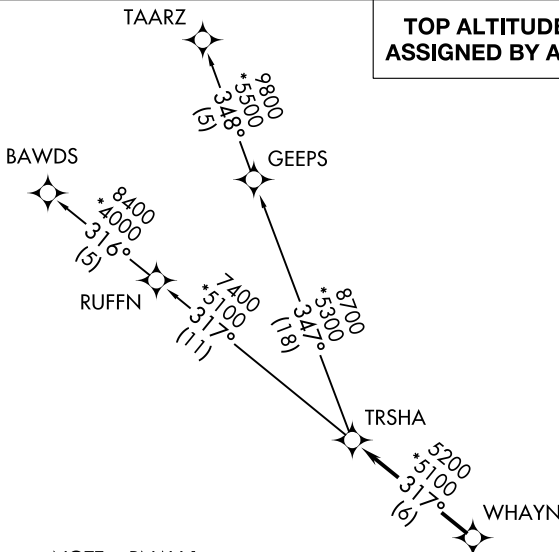 TAARZ
TOP ALTITUDE
ASSIGNED BY A
9800
*5500
348°
(5)
BAWDS
GEEPS
8400
*4000
316°
(5)
RUFFN
7400
*5100
317°
(11)
8700
*5300
347°
(18)
TRSHA
5200
*5100
317°
(6)
WHAYN